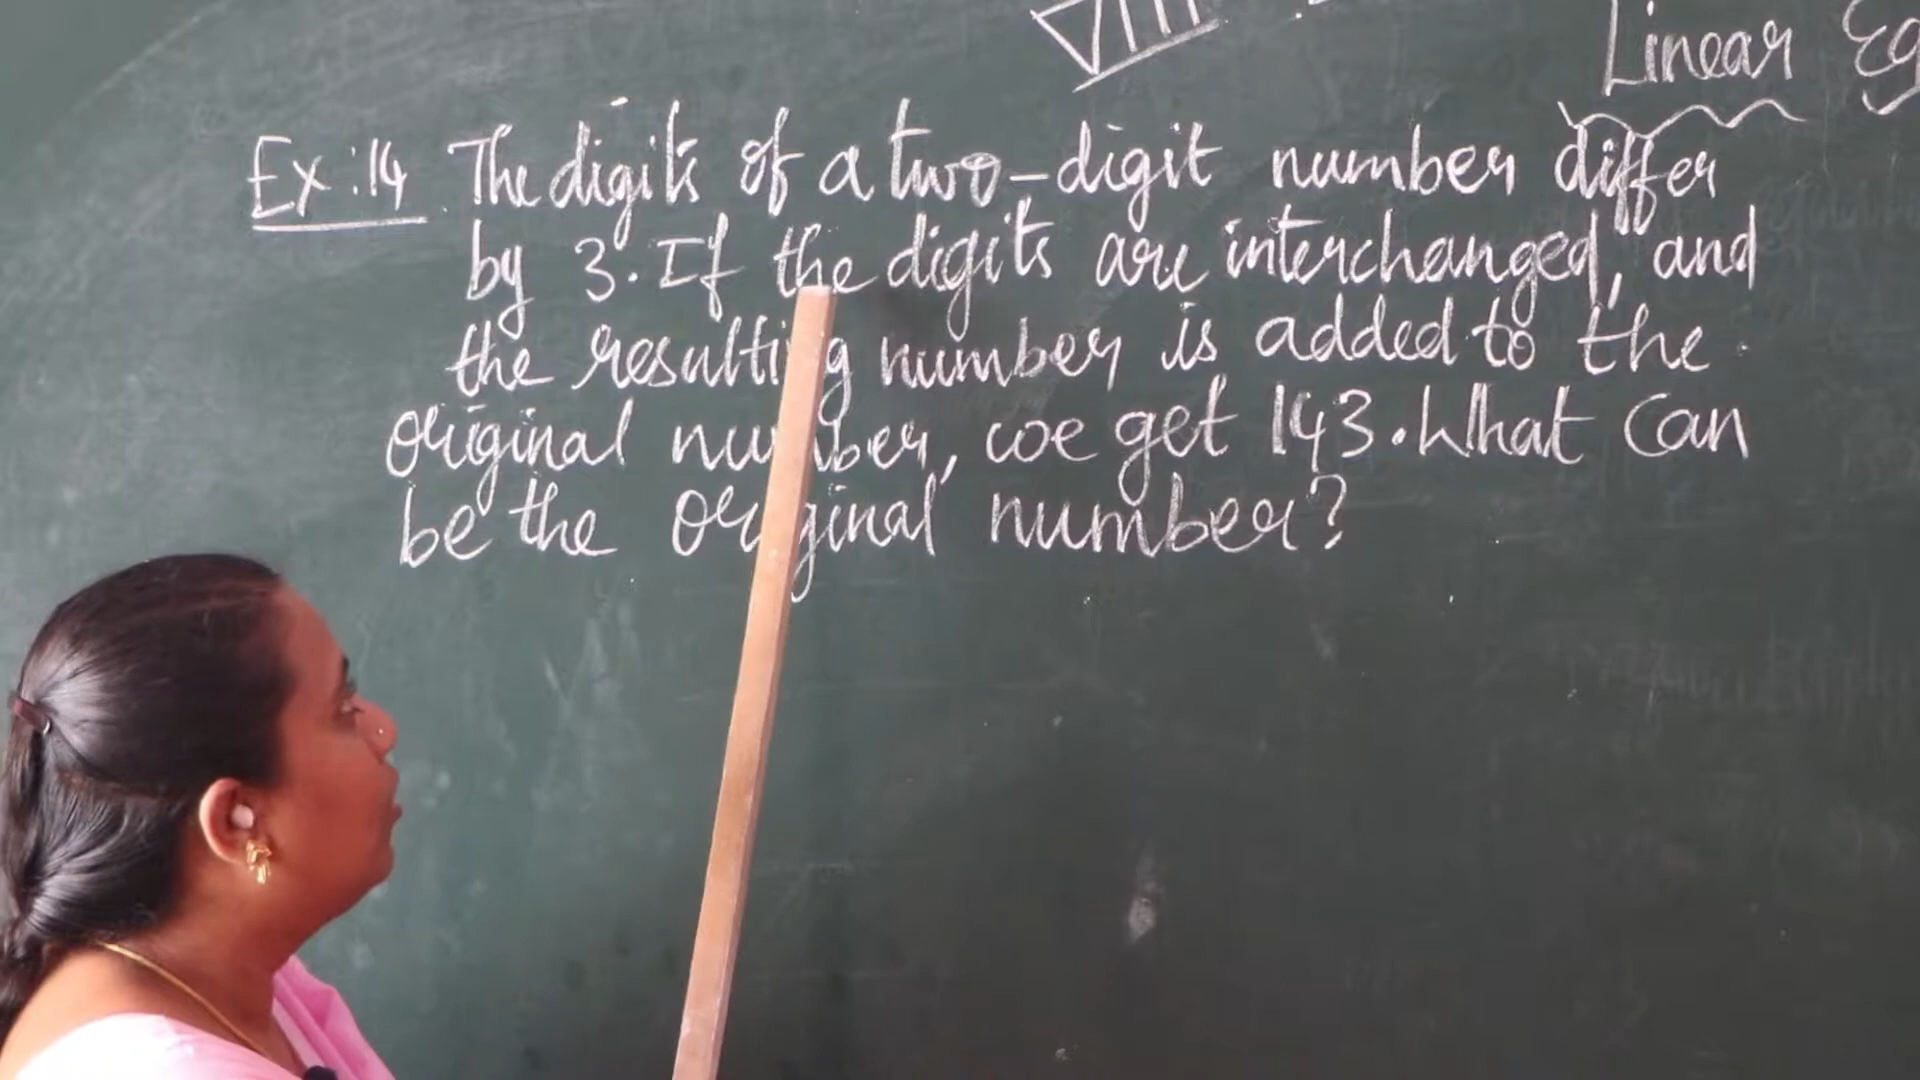 VIII
Linear Eq
Ex:14 The digits of a two-digit number differ
by 3. If the digits are interchanged, and
the resulting number is added to the
original number, we get 143. What can
be the original number?